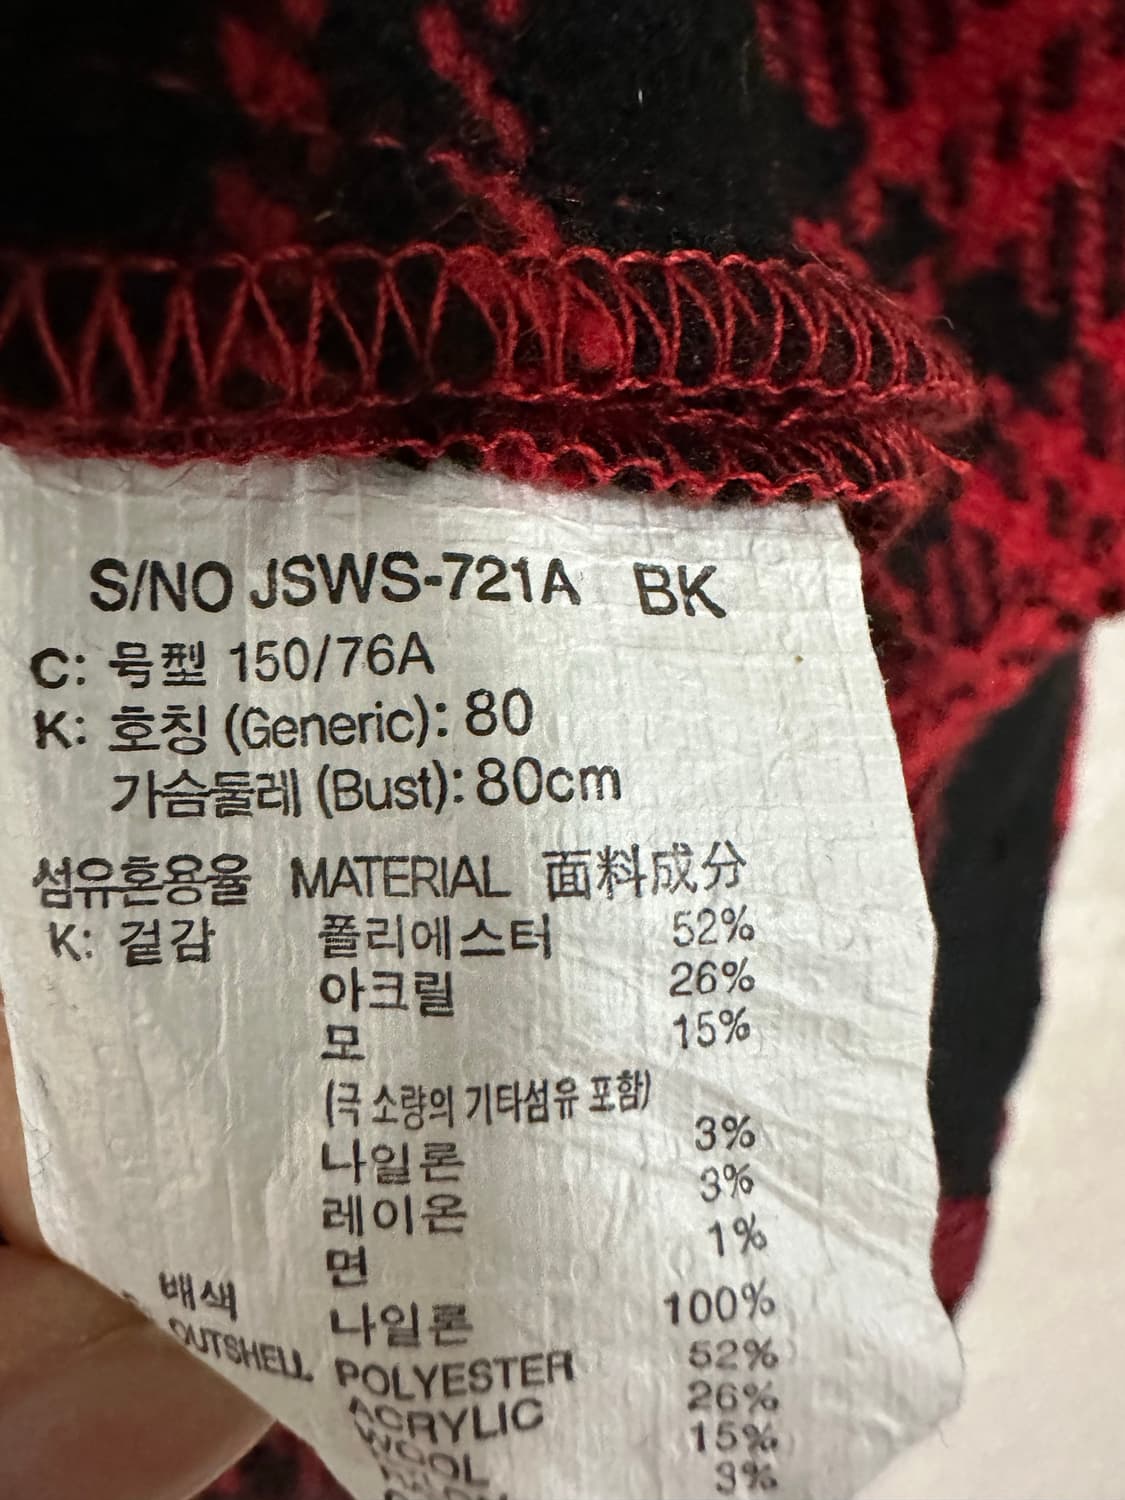 S/NO JSWS-721A BK
C: 号型 150/76A
K: 호칭 (Generic): 80
가슴둘레 (Bust): 80cm
섬유혼용율 MATERIAL 面料成分
K: 겉감 폴리에스터 52%
아크릴 26%
모 15%
(극 소량의 기타섬유 포함)
나일론 3%
레이온 3%
면 1%
배색 나일론 100%
OUTSHELL POLYESTER 52%
ACRYLIC 26%
WOOL 15%
3%